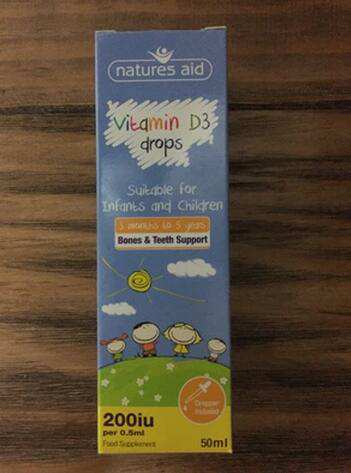 natures aid
Vitamin D3
drops
Suitable for
Infants and Children
3 months to 5 years
Bones & Teeth Support
Dropper
Included
200iu
per 0.5ml
Food Supplement
50ml